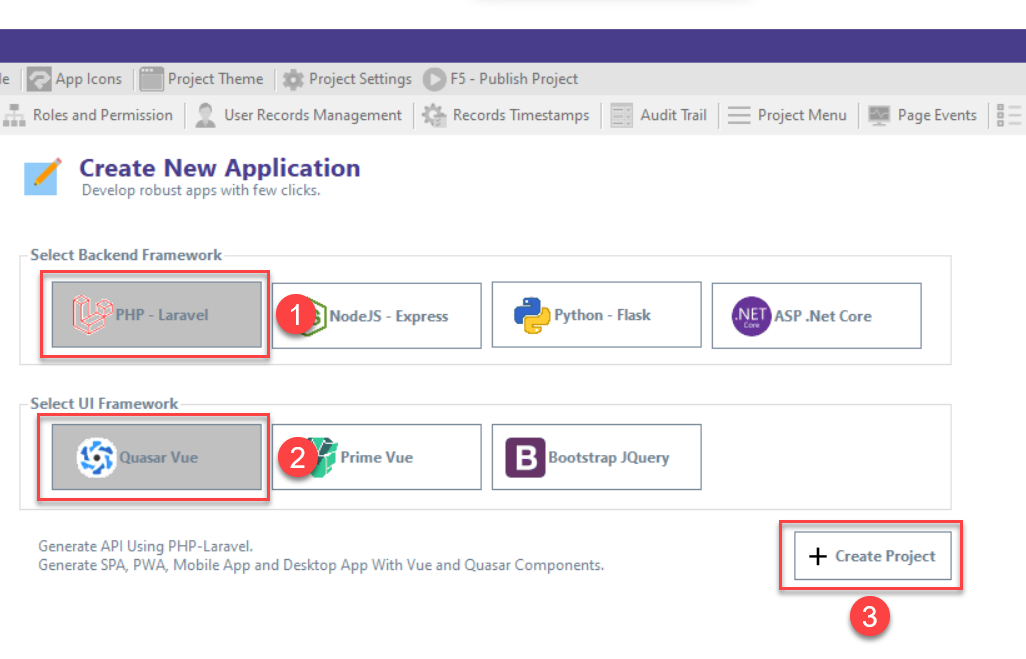 le App Icons Project Theme Project Settings F5 - Publish Project
Roles and Permission User Records Management Records Timestamps Audit Trail Project Menu Page Events
Create New Application
Develop robust apps with few clicks.
Select Backend Framework
PHP - Laravel 1 S NodeJS - Express Python - Flask .NET Core ASP .Net Core
Select UI Framework
Quasar Vue 2 Prime Vue B Bootstrap JQuery
Generate API Using PHP-Laravel.
Generate SPA, PWA, Mobile App and Desktop App With Vue and Quasar Components.
+ Create Project
3